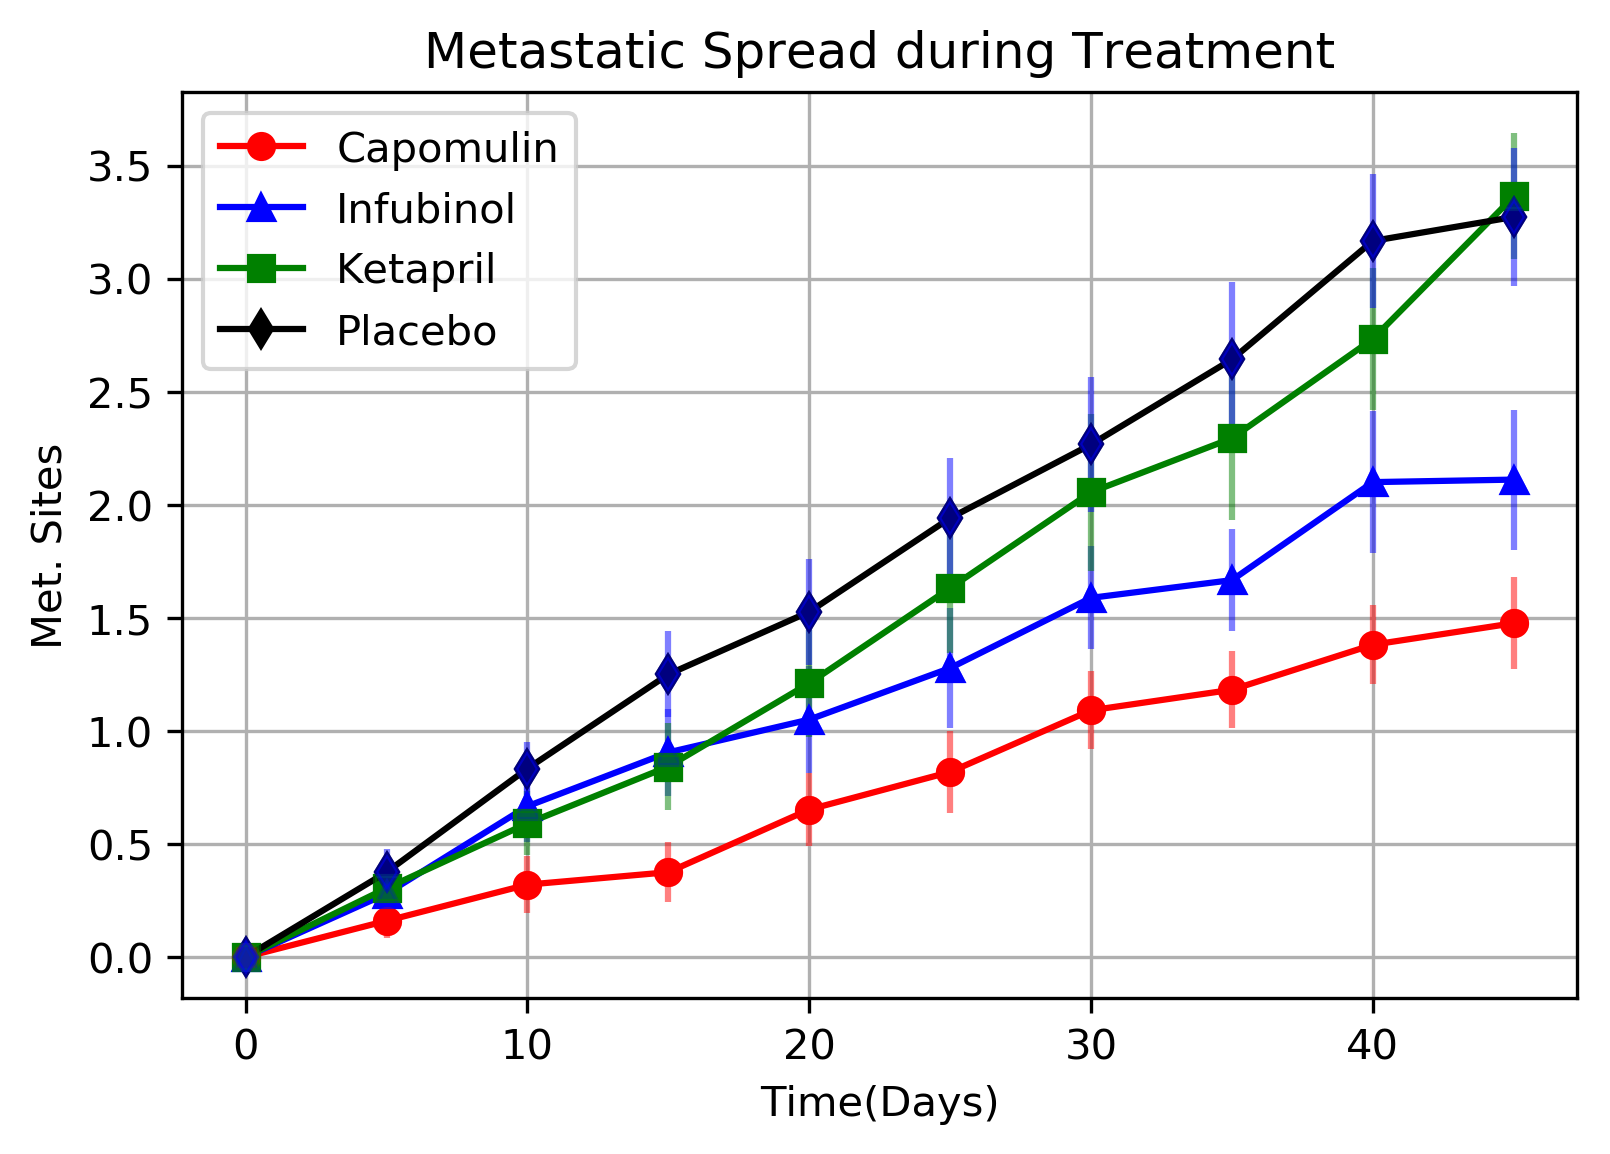 Metastatic Spread during Treatment
Capomulin
Infubinol
Ketapril
Placebo
3.5
3.0
2.5
2.0
1.5
1.0
0.5
0.0
Met. Sites
0 10 20 30 40
Time(Days)